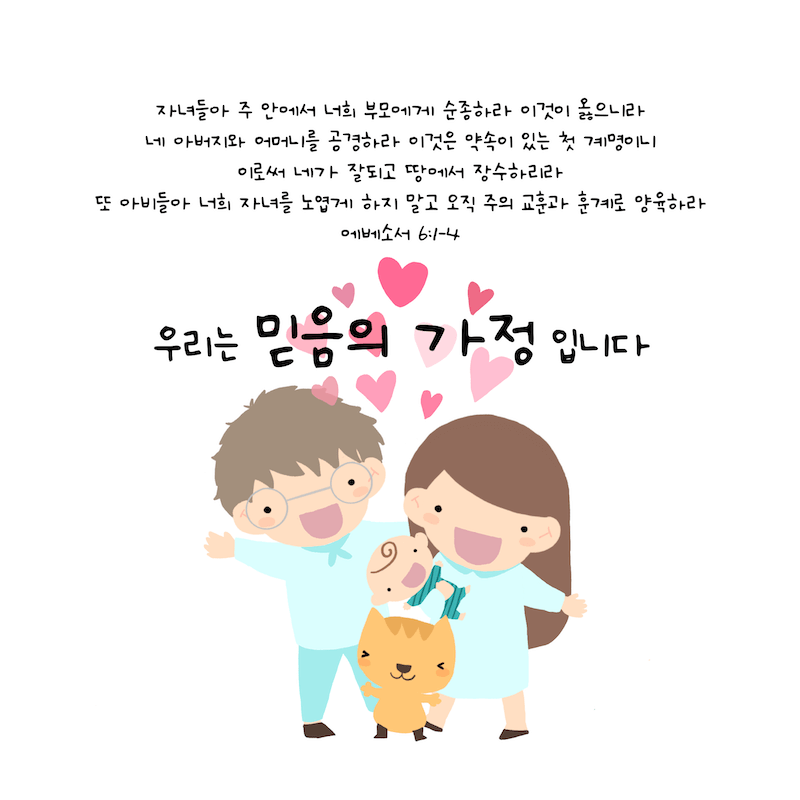 자녀들아 주 안에서 너희 부모에게 순종하라 이것이 옳으니라
네 아버지와 어머니를 공경하라 이것은 약속이 있는 첫 계명이니
이로써 네가 잘되고 땅에서 장수하리라
또 아비들아 너희 자녀를 노엽게 하지 말고 오직 주의 교훈과 훈계로 양육하라
에베소서 6:1-4
우리는 믿음의 가정 입니다